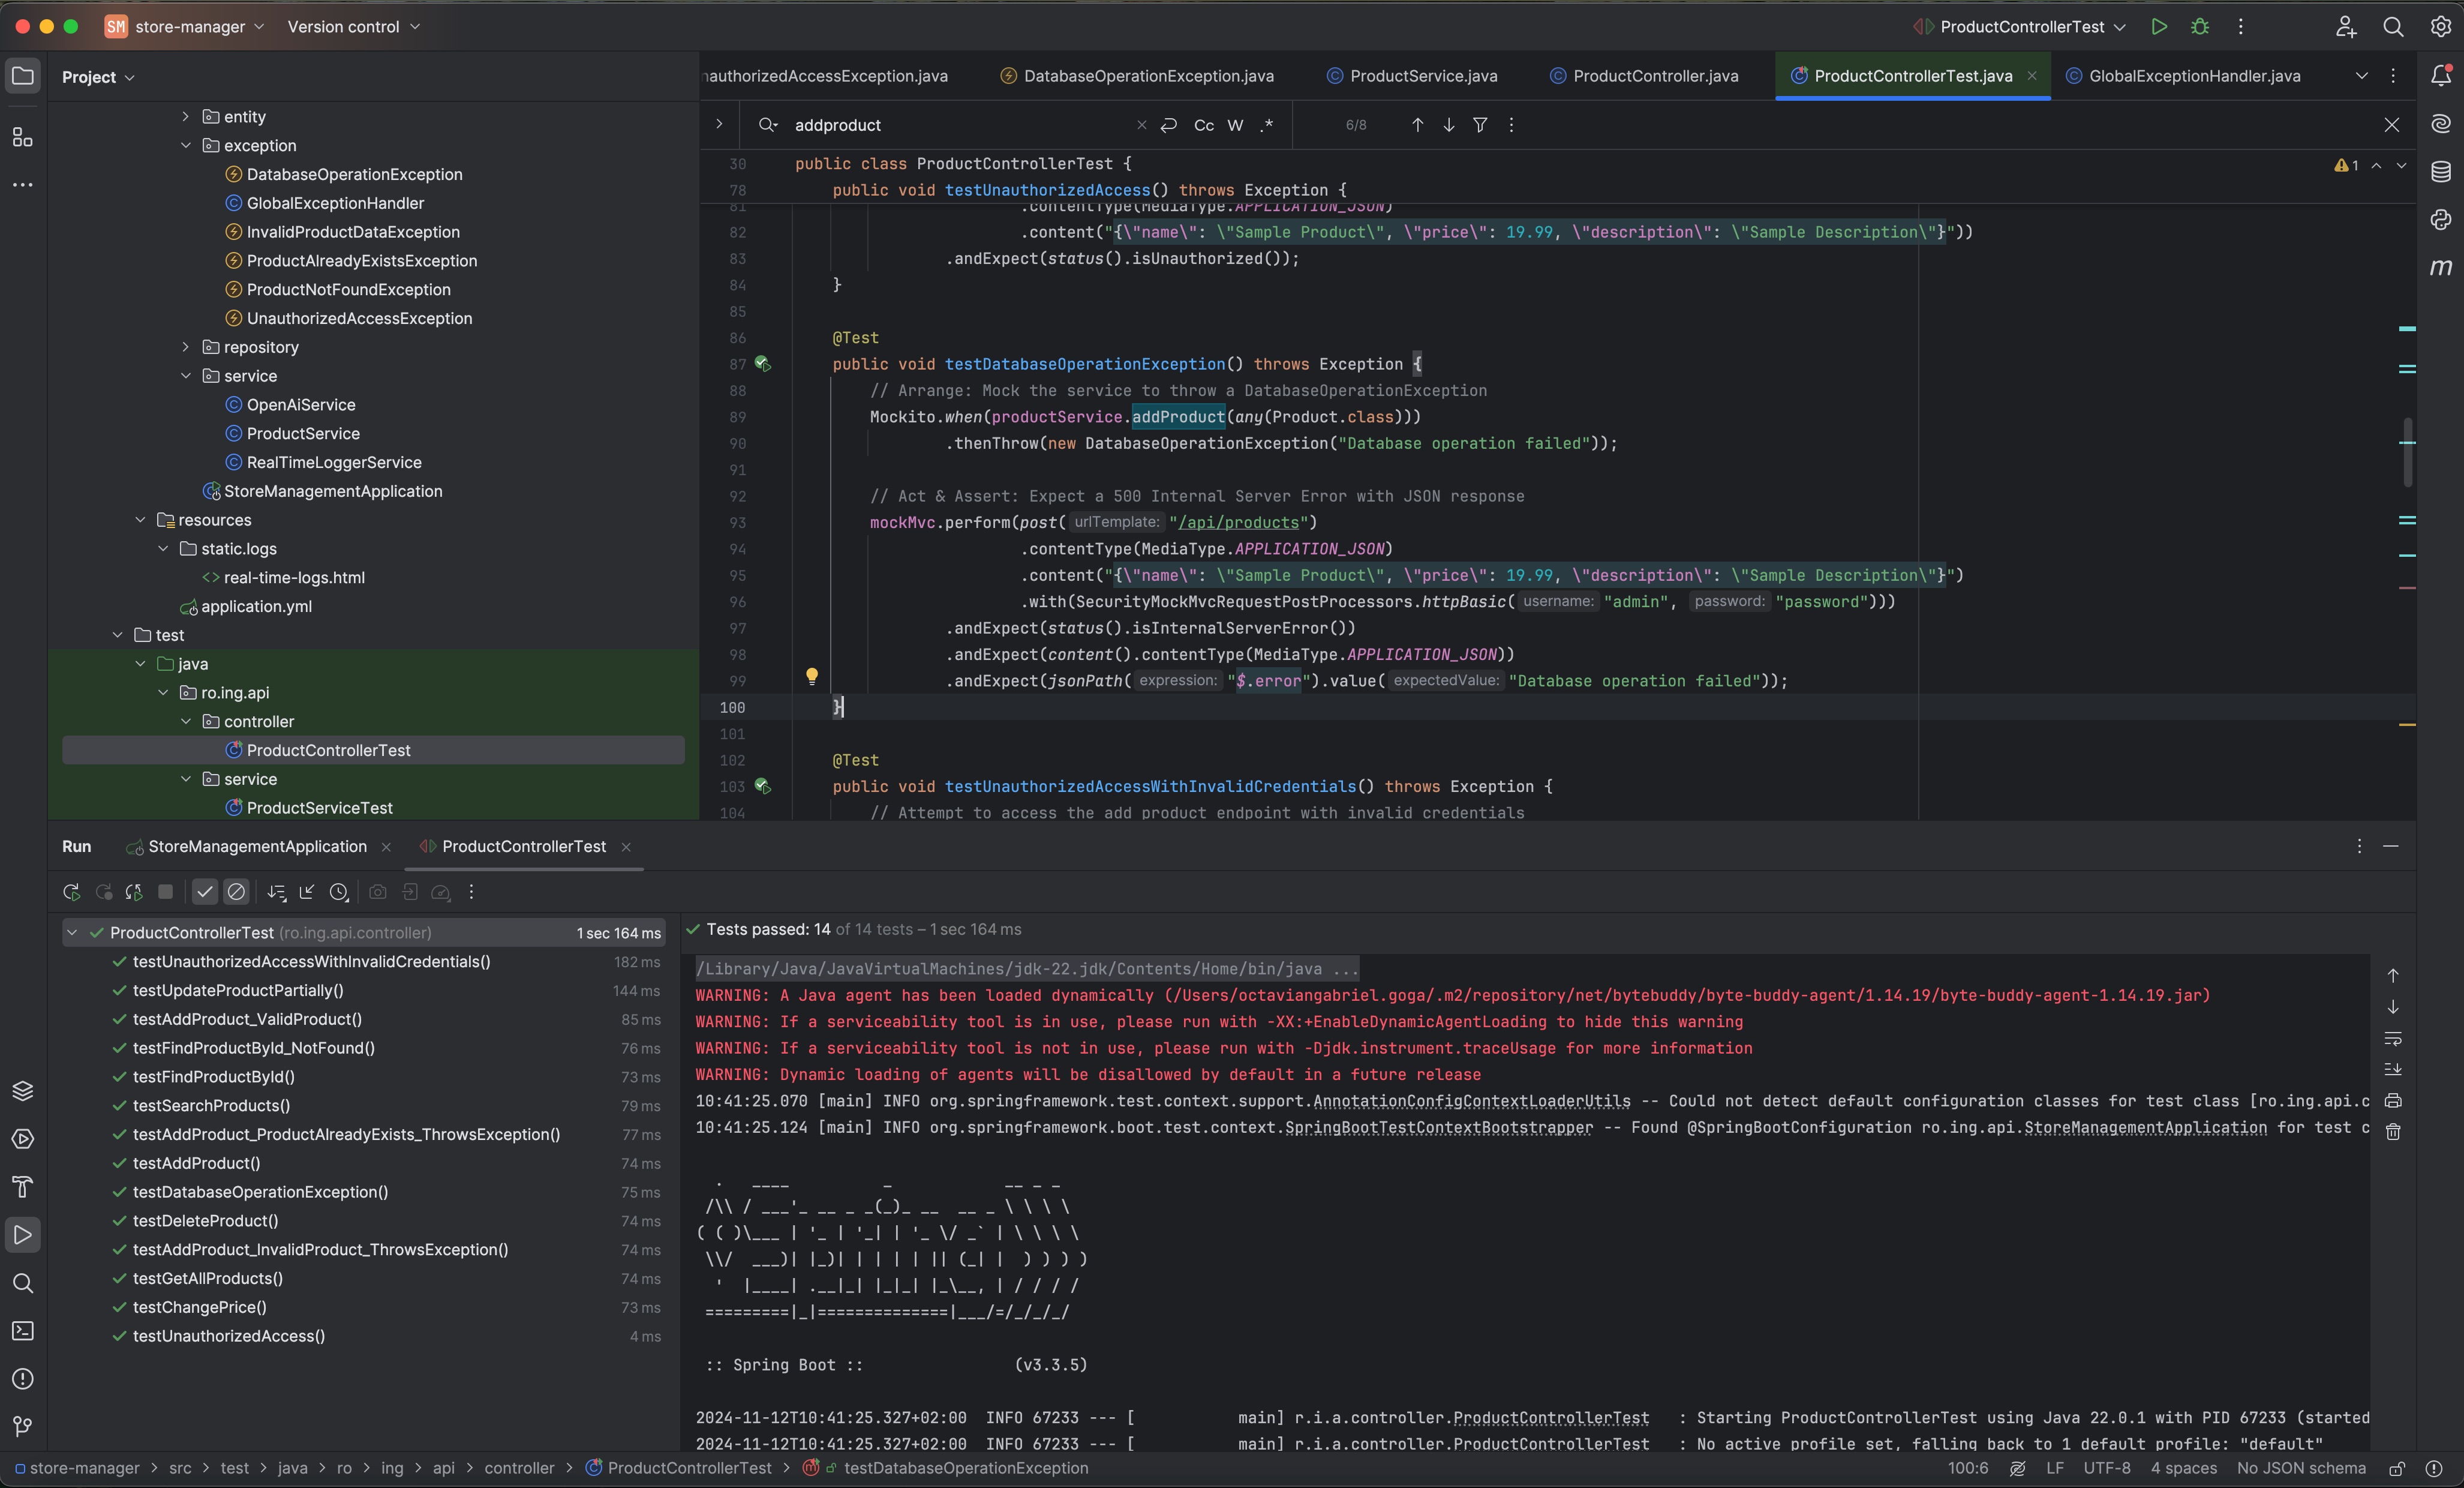 SM store-manager Version control ProductControllerTest
Project
nauthorizedAccessException.java DatabaseOperationException.java ProductService.java ProductController.java ProductControllerTest.java GlobalExceptionHandler.java
addproduct Cc W .* 6/8
entity
exception
DatabaseOperationException
GlobalExceptionHandler
InvalidProductDataException
ProductAlreadyExistsException
ProductNotFoundException
UnauthorizedAccessException
repository
service
OpenAiService
ProductService
RealTimeLoggerService
StoreManagementApplication
resources
static.logs
real-time-logs.html
application.yml
test
java
ro.ing.api
controller
ProductControllerTest
service
ProductServiceTest
30 public class ProductControllerTest {
1
78 public void testUnauthorizedAccess() throws Exception {
81 .contentType(MediaType.APPLICATION_JSON)
82 .content("{\"name\": \"Sample Product\", \"price\": 19.99, \"description\": \"Sample Description\"}"))
83 .andExpect(status().isUnauthorized());
84 }
85
86 @Test
87 public void testDatabaseOperationException() throws Exception {
88 // Arrange: Mock the service to throw a DatabaseOperationException
89 Mockito.when(productService.addProduct(any(Product.class)))
90 .thenThrow(new DatabaseOperationException("Database operation failed"));
91
92 // Act & Assert: Expect a 500 Internal Server Error with JSON response
93 mockMvc.perform(post( urlTemplate: "/api/products")
94 .contentType(MediaType.APPLICATION_JSON)
95 .content("{\"name\": \"Sample Product\", \"price\": 19.99, \"description\": \"Sample Description\"}")
96 .with(SecurityMockMvcRequestPostProcessors.httpBasic( username: "admin", password: "password")))
97 .andExpect(status().isInternalServerError())
98 .andExpect(content().contentType(MediaType.APPLICATION_JSON))
99 .andExpect(jsonPath( expression: "$.error").value( expectedValue: "Database operation failed"));
100 }
101
102 @Test
103 public void testUnauthorizedAccessWithInvalidCredentials() throws Exception {
104 // Attempt to access the add product endpoint with invalid credentials
m
Run StoreManagementApplication ProductControllerTest
ProductControllerTest (ro.ing.api.controller) 1 sec 164 ms
testUnauthorizedAccessWithInvalidCredentials() 182 ms
testUpdateProductPartially() 144 ms
testAddProduct_ValidProduct() 85 ms
testFindProductById_NotFound() 76 ms
testFindProductById() 73 ms
testSearchProducts() 79 ms
testAddProduct_ProductAlreadyExists_ThrowsException() 77 ms
testAddProduct() 74 ms
testDatabaseOperationException() 75 ms
testDeleteProduct() 74 ms
testAddProduct_InvalidProduct_ThrowsException() 74 ms
testGetAllProducts() 74 ms
testChangePrice() 73 ms
testUnauthorizedAccess() 4 ms
Tests passed: 14 of 14 tests – 1 sec 164 ms
/Library/Java/JavaVirtualMachines/jdk-22.jdk/Contents/Home/bin/java ...
WARNING: A Java agent has been loaded dynamically (/Users/octaviangabriel.goga/.m2/repository/net/bytebuddy/byte-buddy-agent/1.14.19/byte-buddy-agent-1.14.19.jar)
WARNING: If a serviceability tool is in use, please run with -XX:+EnableDynamicAgentLoading to hide this warning
WARNING: If a serviceability tool is not in use, please run with -Djdk.instrument.traceUsage for more information
WARNING: Dynamic loading of agents will be disallowed by default in a future release
10:41:25.070 [main] INFO org.springframework.test.context.support.AnnotationConfigContextLoaderUtils -- Could not detect default configuration classes for test class [ro.ing.api.c
10:41:25.124 [main] INFO org.springframework.boot.test.context.SpringBootTestContextBootstrapper -- Found @SpringBootConfiguration ro.ing.api.StoreManagementApplication for test c
  .   ____          _            __ _ _
 /\\ / ___'_ __ _ _(_)_ __  __ _ \ \ \ \
( ( )\___ | '_ | '_| | '_ \/ _` | \ \ \ \
 \\/  ___)| |_)| | | | | || (_| |  ) ) ) )
  '  |____| .__|_| |_|_| |_\__, | / / / /
 =========|_|==============|___/=/_/_/_/
 :: Spring Boot ::                (v3.3.5)
2024-11-12T10:41:25.327+02:00 INFO 67233 --- [ main] r.i.a.controller.ProductControllerTest : Starting ProductControllerTest using Java 22.0.1 with PID 67233 (started
2024-11-12T10:41:25.327+02:00 INFO 67233 --- [ main] r.i.a.controller.ProductControllerTest : No active profile set, falling back to 1 default profile: "default"
store-manager > src > test > java > ro > ing > api > controller > ProductControllerTest > testDatabaseOperationException 100:6 LF UTF-8 4 spaces No JSON schema